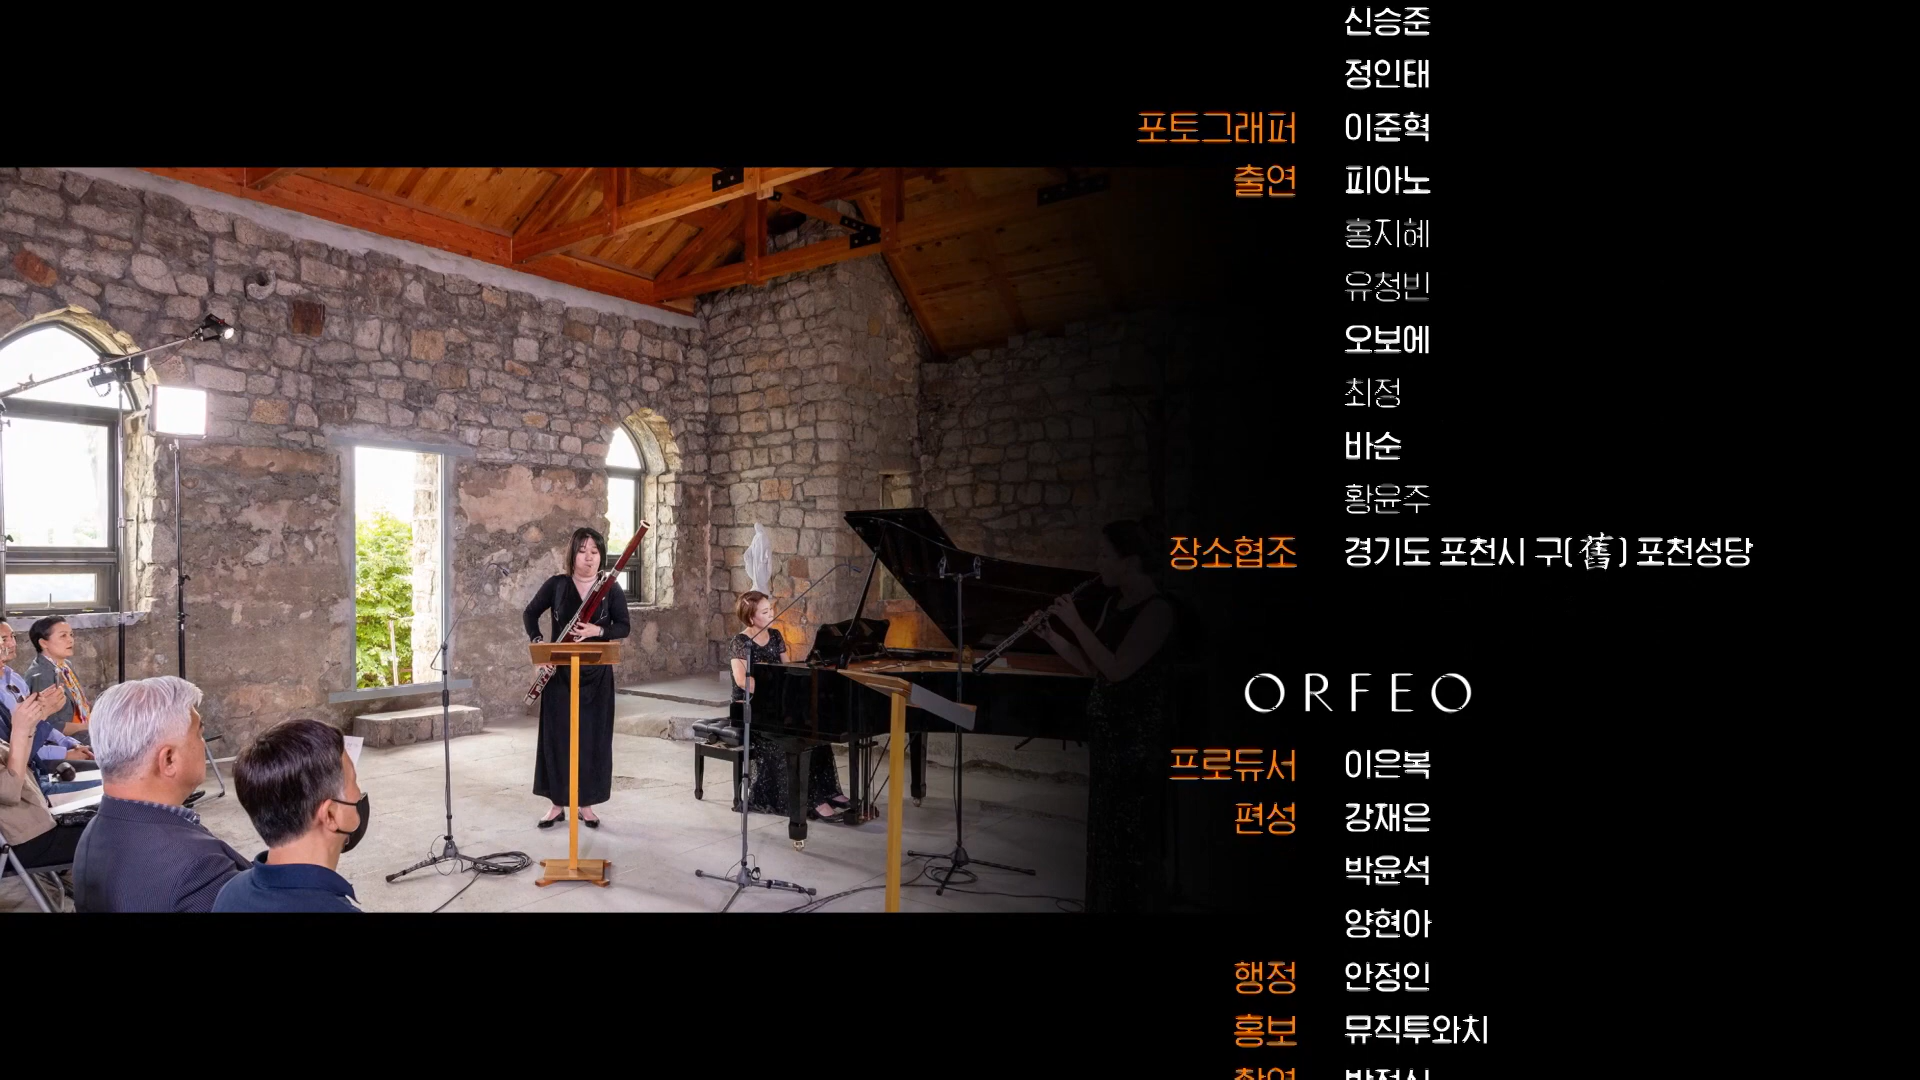 신승준
정인태
포토그래퍼 이준혁
출연 피아노
홍지혜
유청빈
오보에
최정
바순
황윤주
장소협조 경기도 포천시 구(舊) 포천성당
ORFEO
프로듀서 이은복
편성 강재은
박윤석
양현아
행정 안정인
홍보 뮤직투와치